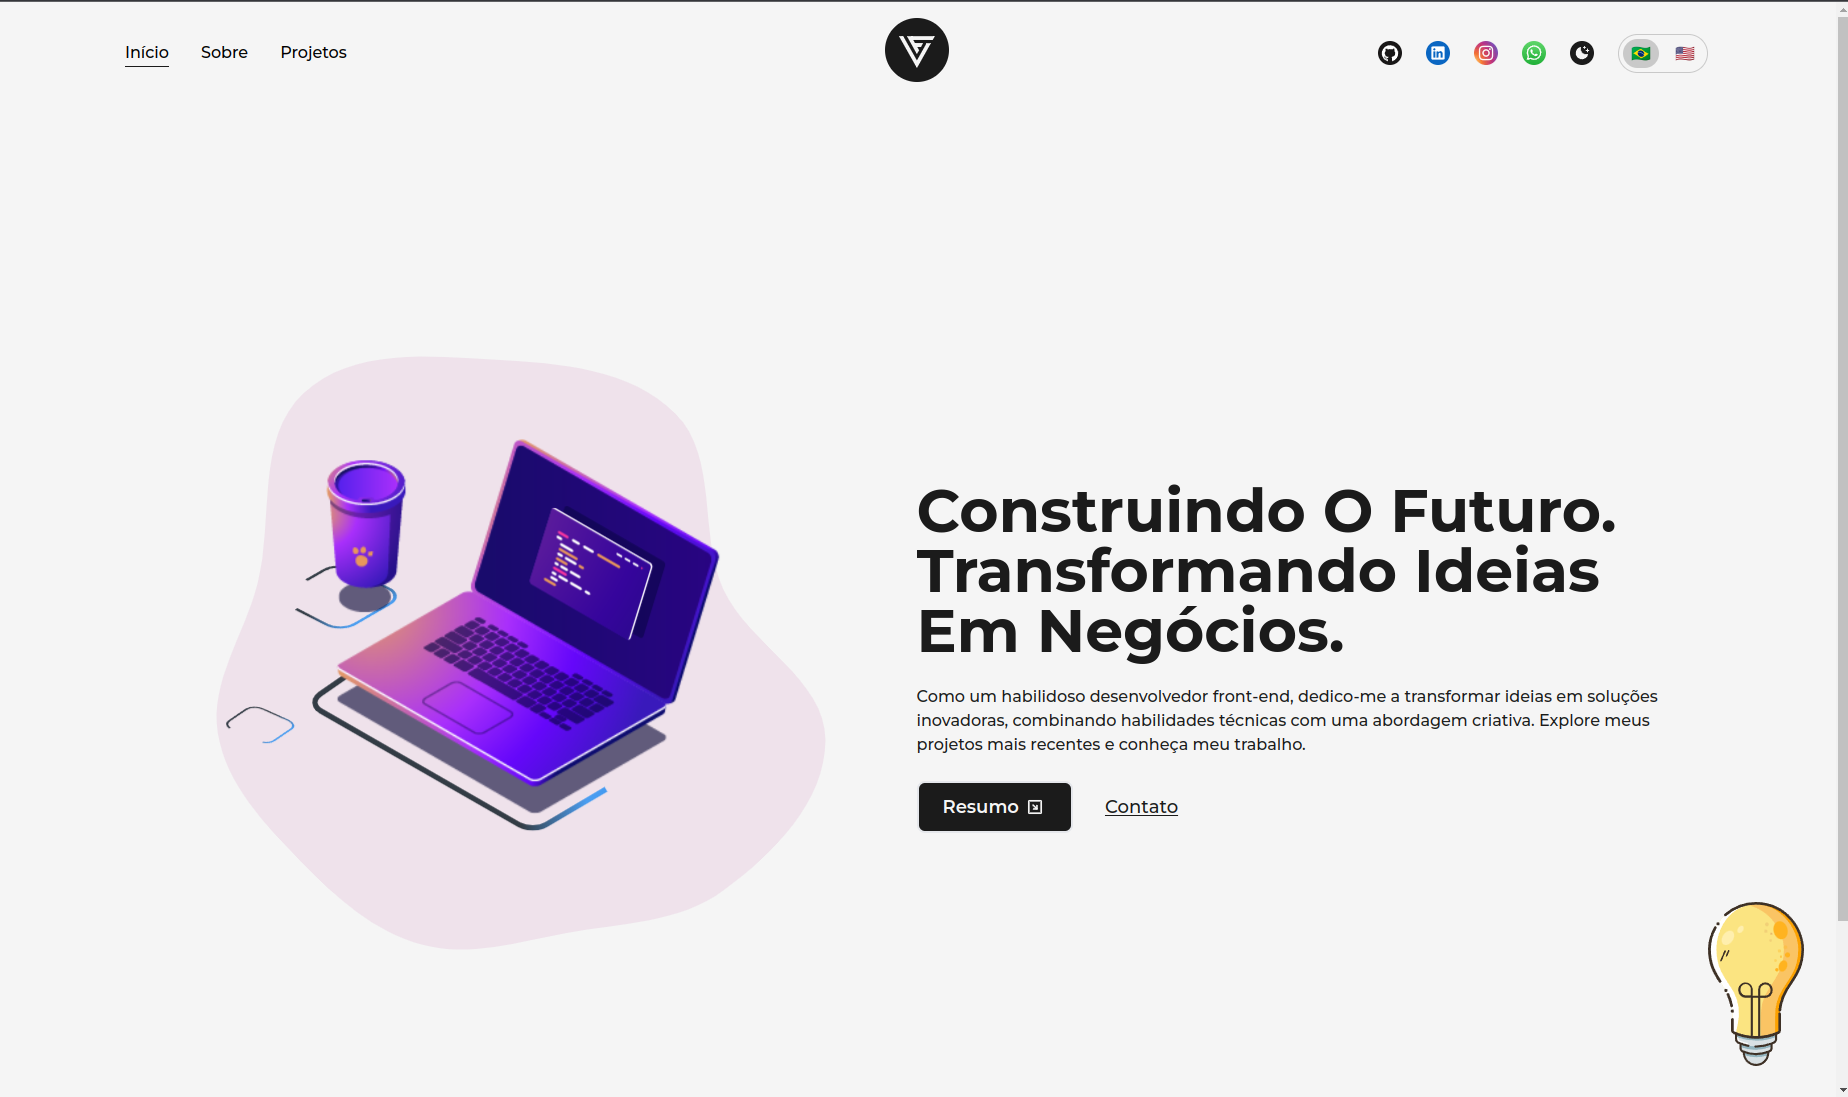 Início
Sobre
Projetos
Construindo O Futuro.
Transformando Ideias
Em Negócios.
Como um habilidoso desenvolvedor front-end, dedico-me a transformar ideias em soluções
inovadoras, combinando habilidades técnicas com uma abordagem criativa. Explore meus
projetos mais recentes e conheça meu trabalho.
Resumo
Contato